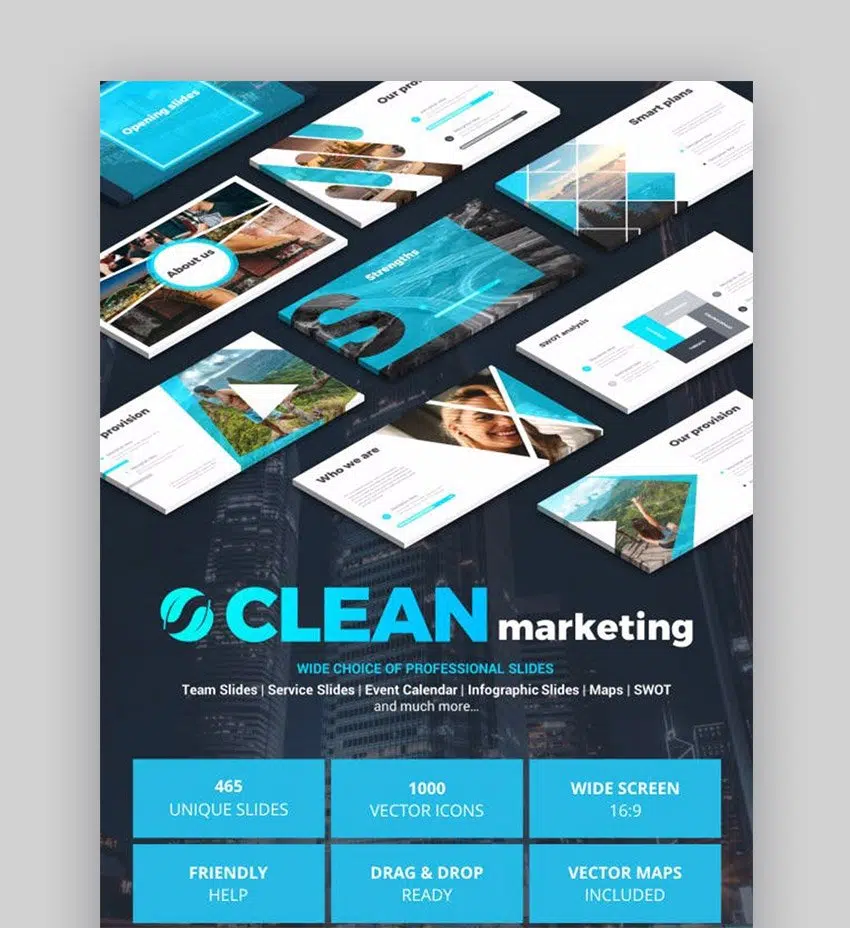 Opening slides
Our pro
Smart plans
About us
Strengths
S
SWOT analysis
provision
Who we are
Our provision
CLEAN marketing
WIDE CHOICE OF PROFESSIONAL SLIDES
Team Slides | Service Slides | Event Calendar | Infographic Slides | Maps | SWOT
and much more...
465
UNIQUE SLIDES
1000
VECTOR ICONS
WIDE SCREEN
16:9
FRIENDLY
HELP
DRAG & DROP
READY
VECTOR MAPS
INCLUDED